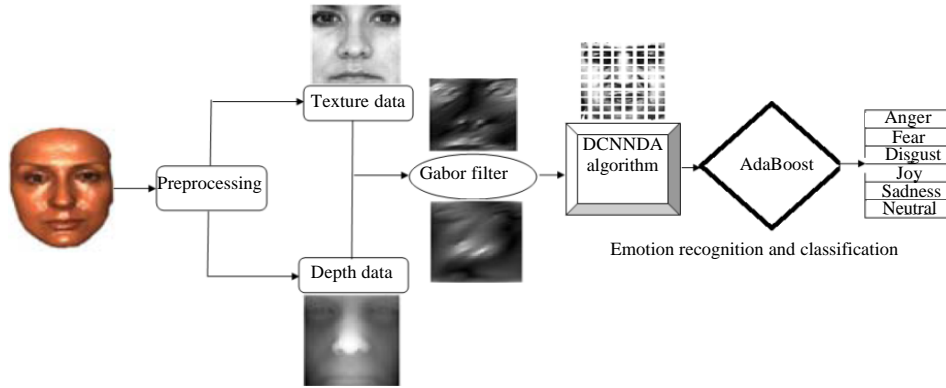 Texture data
Preprocessing
Depth data
Gabor filter
DCNNDA
algorithm
AdaBoost
Anger
Fear
Disgust
Joy
Sadness
Neutral
Emotion recognition and classification